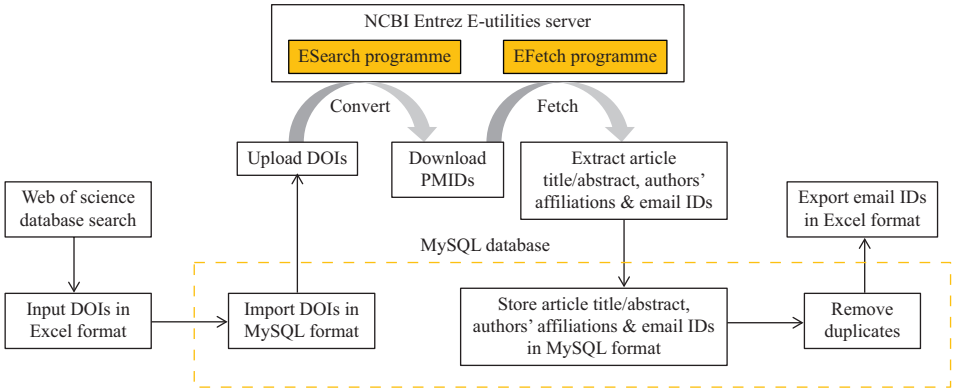 NCBI Entrez E-utilities server
ESearch programme
EFetch programme
Convert
Fetch
Upload DOIs
Download
PMIDs
Extract article
title/abstract, authors’
affiliations & email IDs
Web of science
database search
Export email IDs
in Excel format
MySQL database
Input DOIs in
Excel format
Import DOIs in
MySQL format
Store article title/abstract,
authors’ affiliations & email IDs
in MySQL format
Remove
duplicates